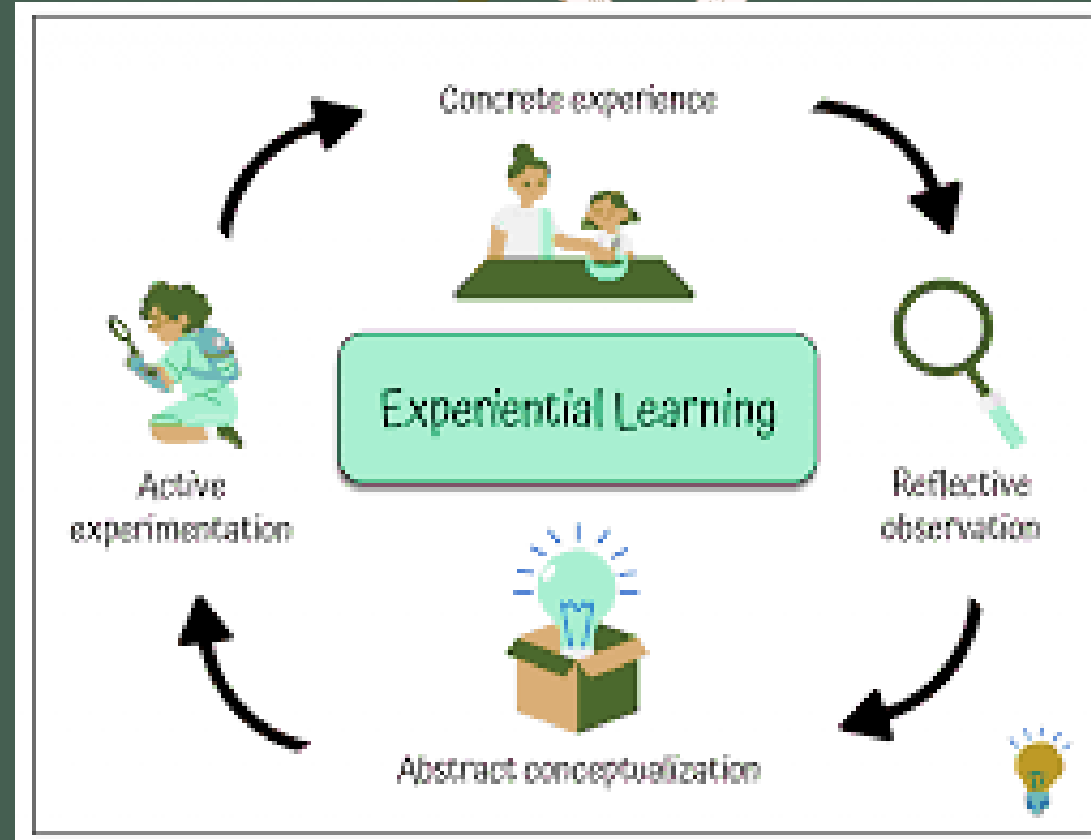 Concrete experience
Experiential Learning
Active
experimentation
Reflective
observation
Abstract conceptualization